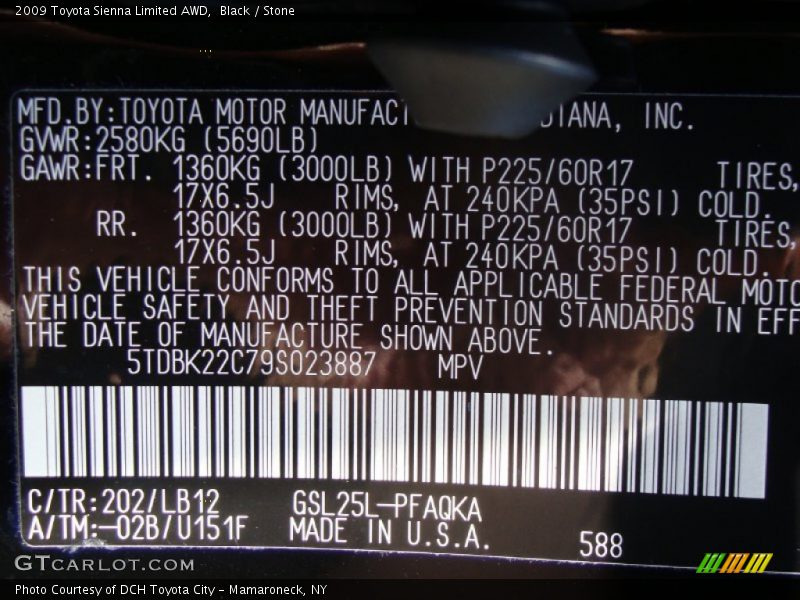 2009 Toyota Sienna Limited AWD,  Black / Stone
MFD.BY:TOYOTA MOTOR MANUFACT DIANA, INC.
GVWR:2580KG (5690LB)
GAWR:FRT. 1360KG (3000LB) WITH P225/60R17 TIRES,
17X6.5J RIMS, AT 240KPA (35PSI) COLD.
RR. 1360KG (3000LB) WITH P225/60R17 TIRES,
17X6.5J RIMS, AT 240KPA (35PSI) COLD.
THIS VEHICLE CONFORMS TO ALL APPLICABLE FEDERAL MOTO
VEHICLE SAFETY AND THEFT PREVENTION STANDARDS IN EFF
THE DATE OF MANUFACTURE SHOWN ABOVE.
5TDBK22C79S023887 MPV
C/TR:202/LB12 GSL25L-PFAQKA
A/TM:-02B/U151F MADE IN U.S.A. 588
GTCARLOT.COM
Photo Courtesy of DCH Toyota City - Mamaroneck, NY